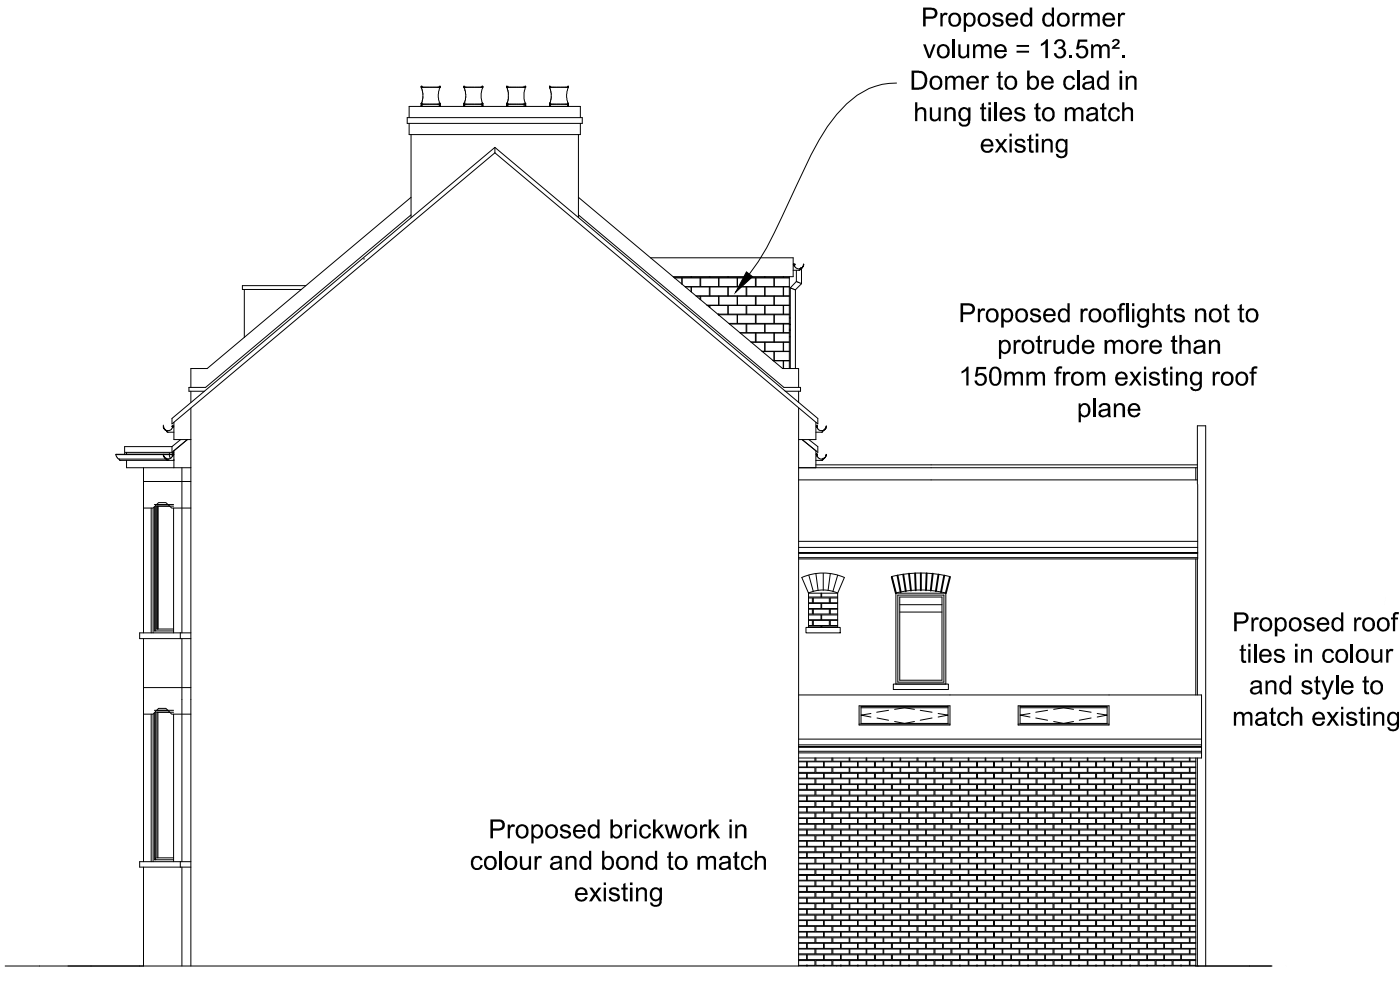 Proposed dormer
volume = 13.5m².
Domer to be clad in
hung tiles to match
existing
Proposed rooflights not to
protrude more than
150mm from existing roof
plane
Proposed roof
tiles in colour
and style to
match existing
Proposed brickwork in
colour and bond to match
existing